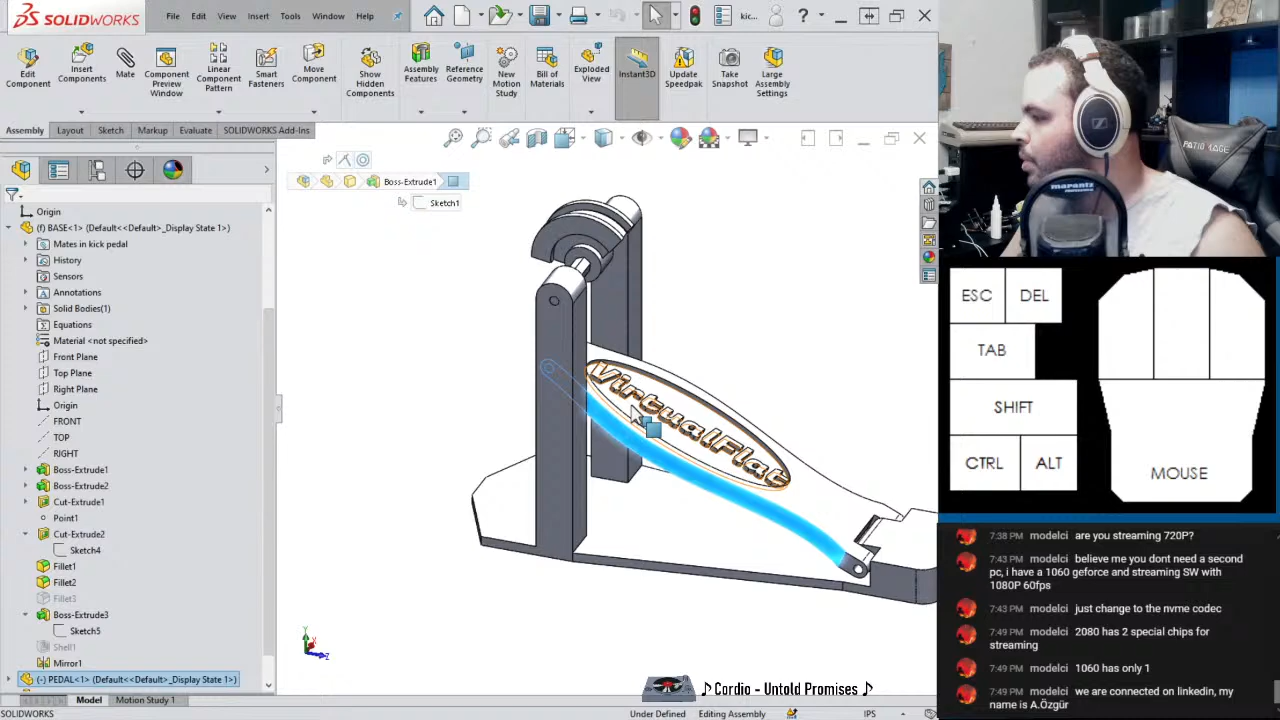 SOLIDWORKS
File
Edit
View
Insert
Tools
Window
Help
kic...
?
Edit Component
Insert Components
Mate
Component Preview Window
Linear Component Pattern
Smart Fasteners
Move Component
Show Hidden Components
Assembly Features
Reference Geometry
New Motion Study
Bill of Materials
Exploded View
Instant3D
Update Speedpak
Take Snapshot
Large Assembly Settings
Assembly
Layout
Sketch
Markup
Evaluate
SOLIDWORKS Add-Ins
Boss-Extrude1
Sketch1
Origin
(f) BASE<1> (Default<<Default>_Display State 1>)
Mates in kick pedal
History
Sensors
Annotations
Solid Bodies(1)
Equations
Material <not specified>
Front Plane
Top Plane
Right Plane
Origin
FRONT
TOP
RIGHT
Boss-Extrude1
Boss-Extrude2
Cut-Extrude1
Point1
Cut-Extrude2
Sketch4
Fillet1
Fillet2
Fillet3
Boss-Extrude3
Sketch5
Shell1
Mirror1
(-) PEDAL<1> (Default<<Default>_Display State 1>)
VirtualFlat
Y
X
Z
Model
Motion Study 1
♪ Cordio - Untold Promises ♪
SOLIDWORKS
Under Defined
Editing Assembly
IPS
marantz
ESC
DEL
TAB
SHIFT
CTRL
ALT
MOUSE
7:38 PM modelci are you streaming 720P?
7:43 PM modelci believe me you dont need a second
pc, i have a 1060 geforce and streaming SW with
1080P 60fps
7:43 PM modelci just change to the nvme codec
7:49 PM modelci 2080 has 2 special chips for
streaming
7:49 PM modelci 1060 has only 1
7:49 PM modelci we are connected on linkedin, my
name is A.Özgür